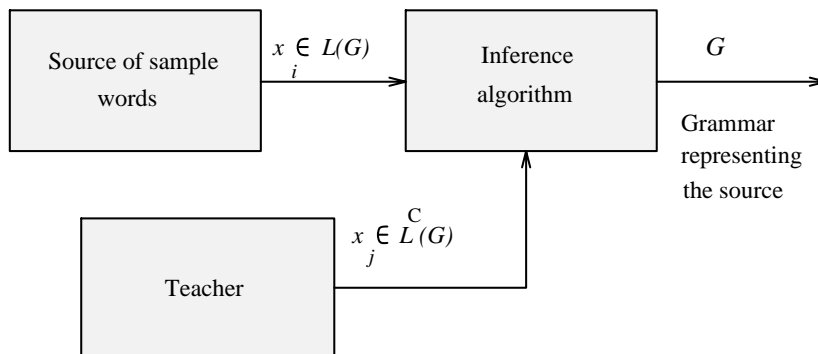 Source of sample
words
x_i ∈ L(G)
Inference
algorithm
G
Grammar
representing
the source
Teacher
x_j ∈ L^C(G)